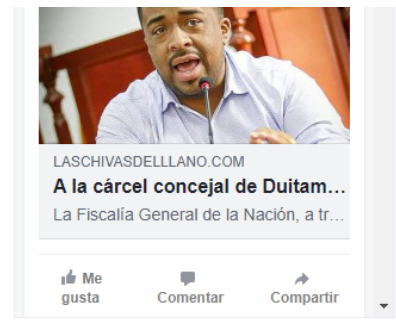 LASCHIVASDELLLANO.COM
A la cárcel concejal de Duitam...
La Fiscalía General de la Nación, a tr...
Me
gusta
Comentar
Compartir